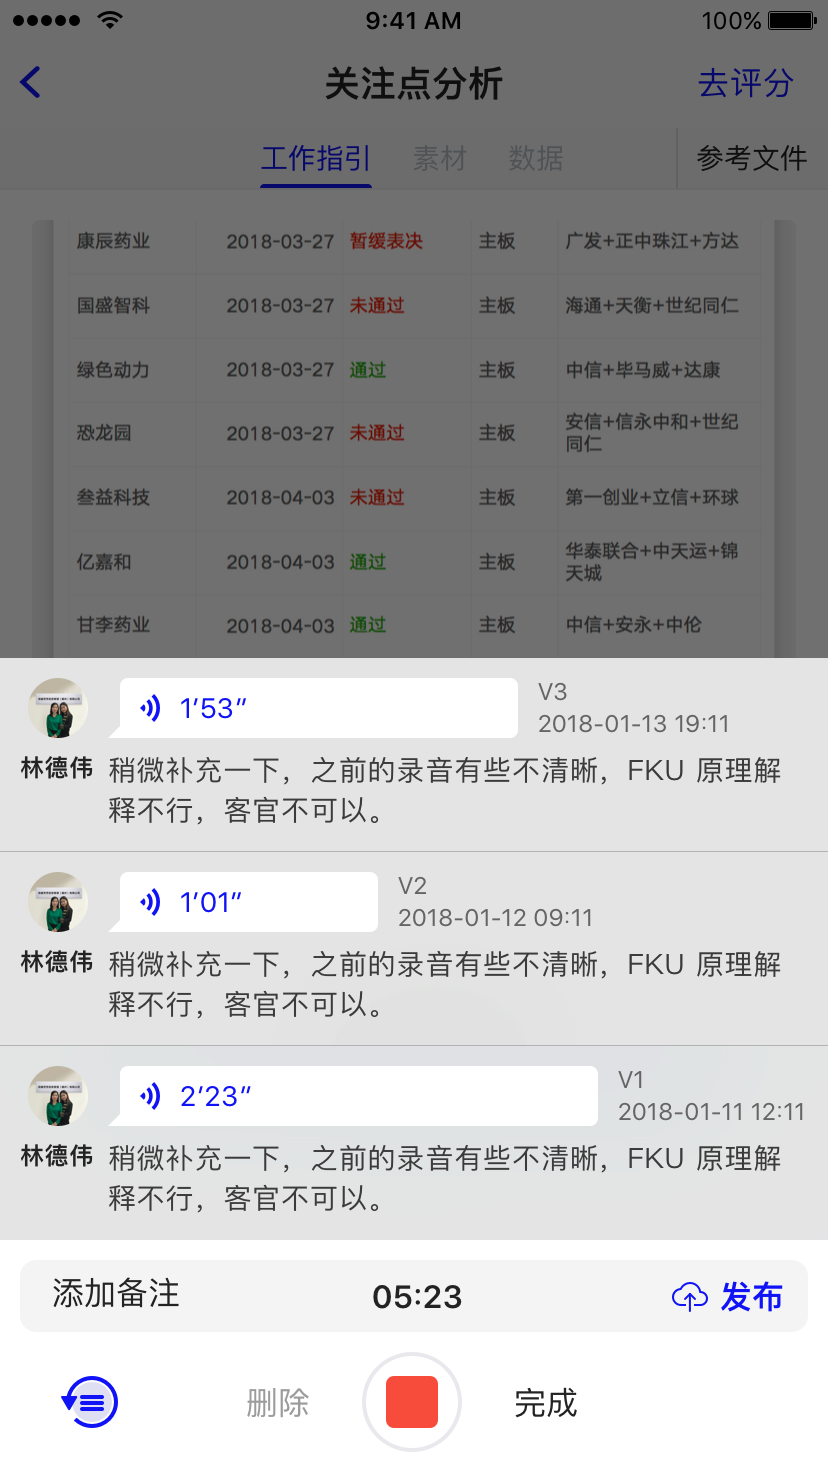 9:41 AM 100%
关注点分析 去评分
工作指引 素材 数据 参考文件
康辰药业 2018-03-27 暂缓表决 主板 广发+正中珠江+方达
国盛智科 2018-03-27 未通过 主板 海通+天衡+世纪同仁
绿色动力 2018-03-27 通过 主板 中信+毕马威+达康
恐龙园 2018-03-27 未通过 主板 安信+信永中和+世纪
同仁
叁益科技 2018-04-03 未通过 主板 第一创业+立信+环球
亿嘉和 2018-04-03 通过 主板 华泰联合+中天运+锦
天城
甘李药业 2018-04-03 通过 主板 中信+安永+中伦
1’53” V3
2018-01-13 19:11
林德伟 稍微补充一下，之前的录音有些不清晰，FKU 原理解
释不行，客官不可以。
1’01” V2
2018-01-12 09:11
林德伟 稍微补充一下，之前的录音有些不清晰，FKU 原理解
释不行，客官不可以。
2’23” V1
2018-01-11 12:11
林德伟 稍微补充一下，之前的录音有些不清晰，FKU 原理解
释不行，客官不可以。
添加备注 05:23 发布
删除 完成